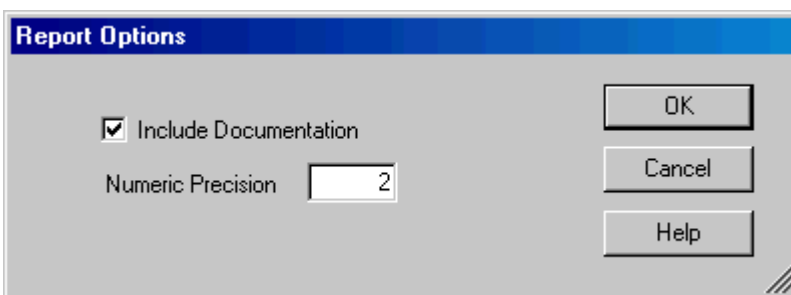 Report Options
OK
Include Documentation
Numeric Precision 2
Cancel
Help